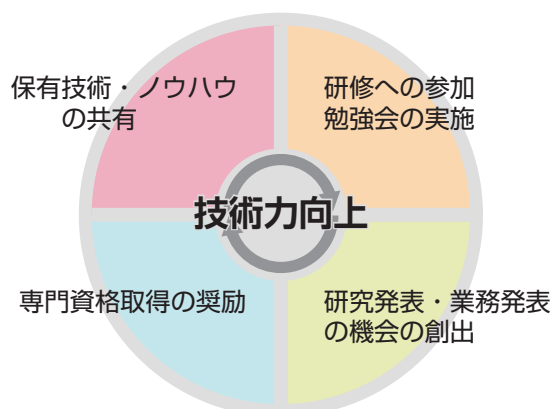 保有技術・ノウハウ
の共有
研修への参加
勉強会の実施
技術力向上
専門資格取得の奨励
研究発表・業務発表
の機会の創出